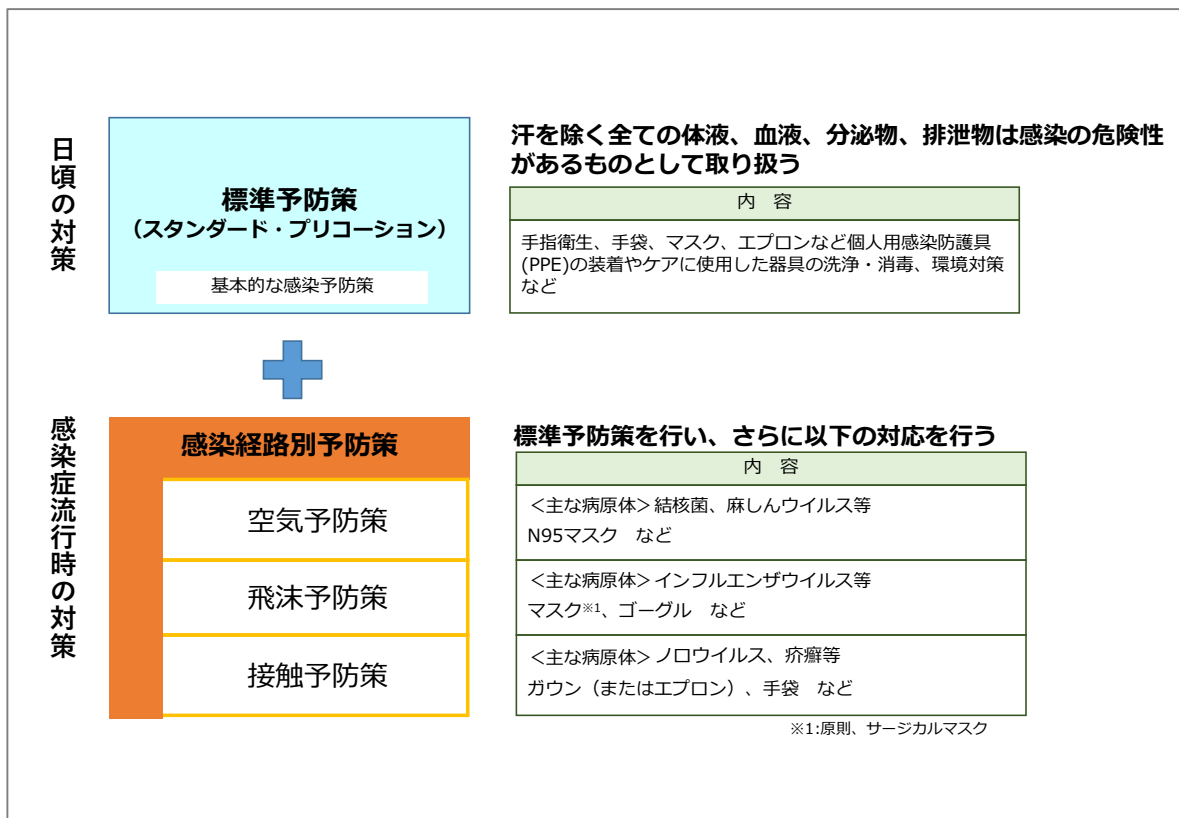 日頃の対策
標準予防策
（スタンダード・プリコーション）
基本的な感染予防策
汗を除く全ての体液、血液、分泌物、排泄物は感染の危険性
があるものとして取り扱う
内　容
手指衛生、手袋、マスク、エプロンなど個人用感染防護具
(PPE)の装着やケアに使用した器具の洗浄・消毒、環境対策
など
感染症流行時の対策
感染経路別予防策
標準予防策を行い、さらに以下の対応を行う
内　容
空気予防策
＜主な病原体＞結核菌、麻しんウイルス等
N95マスク　など
飛沫予防策
＜主な病原体＞インフルエンザウイルス等
マスク※1、ゴーグル　など
接触予防策
＜主な病原体＞ノロウイルス、疥癬等
ガウン（またはエプロン）、手袋　など
※1:原則、サージカルマスク